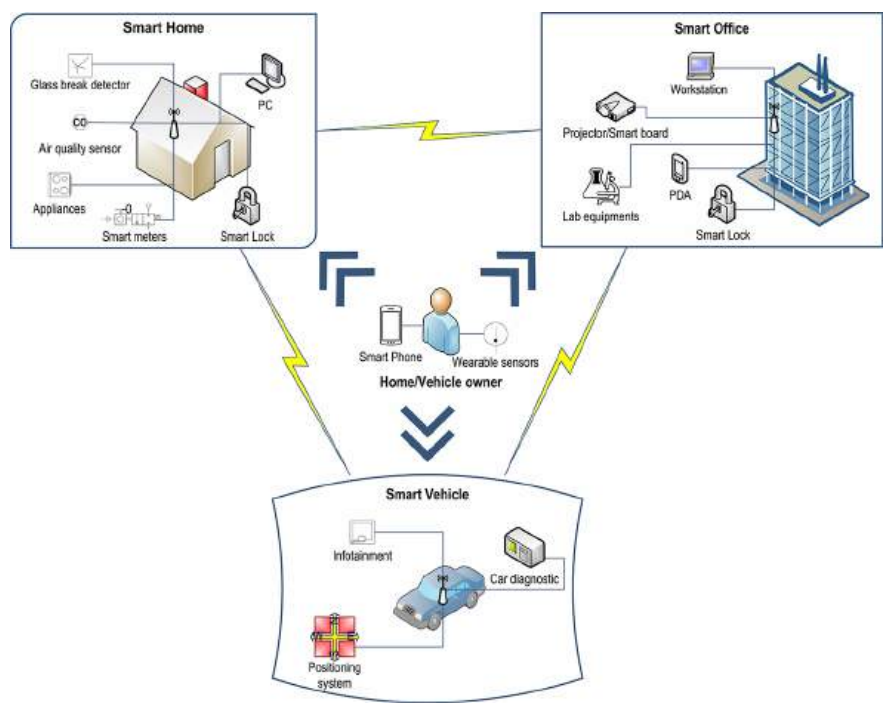 Smart Home
Glass break detector
PC
CO
Air quality sensor
Appliances
Smart meters
Smart Lock
Smart Office
Workstation
Projector/Smart board
PDA
Lab equipments
Smart Lock
Smart Phone
Wearable sensors
Home/Vehicle owner
Smart Vehicle
Infotainment
Car diagnostic
Positioning
system